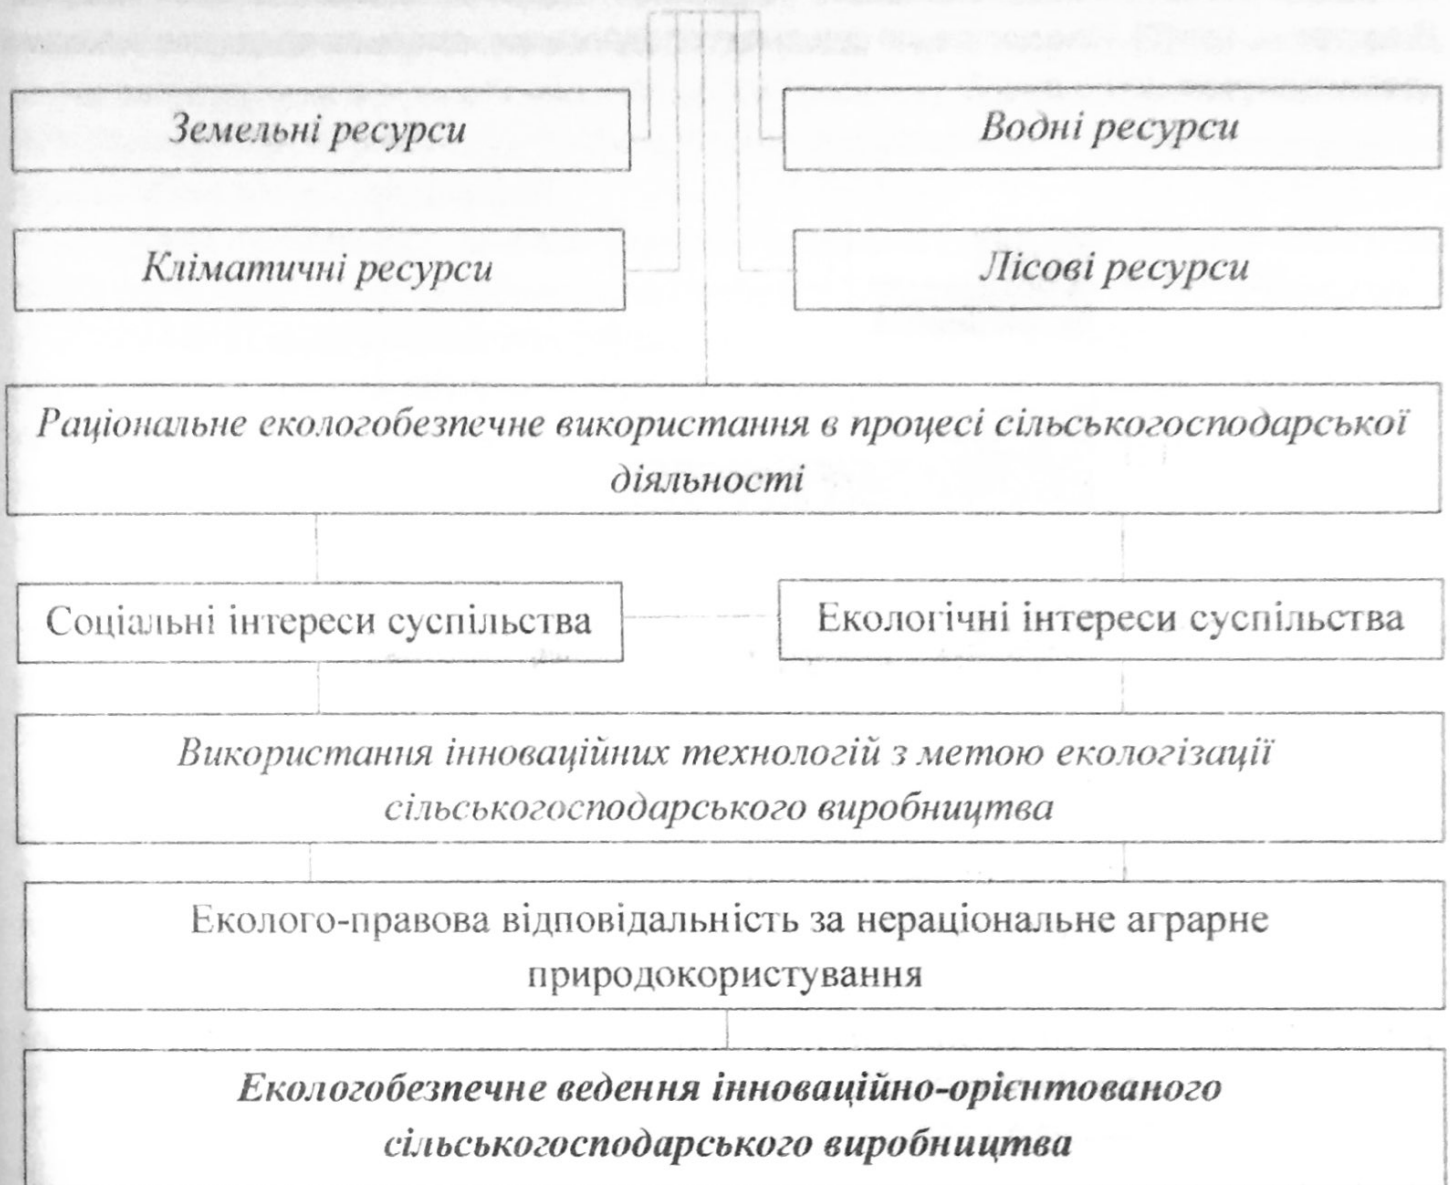 Земельні ресурси
Водні ресурси
Кліматичні ресурси
Лісові ресурси
Раціональне екологобезпечне використання в процесі сільськогосподарської
діяльності
Соціальні інтереси суспільства
Екологічні інтереси суспільства
Використання інноваційних технологій з метою екологізації
сільськогосподарського виробництва
Еколого-правова відповідальність за нераціональне аграрне
природокористування
Екологобезпечне ведення інноваційно-орієнтованого
сільськогосподарського виробництва